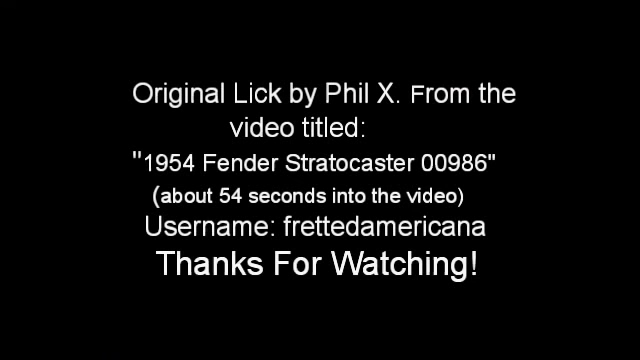 Original Lick by Phil X. From the
video titled:
"1954 Fender Stratocaster 00986"
(about 54 seconds into the video)
Username: frettedamericana
Thanks For Watching!